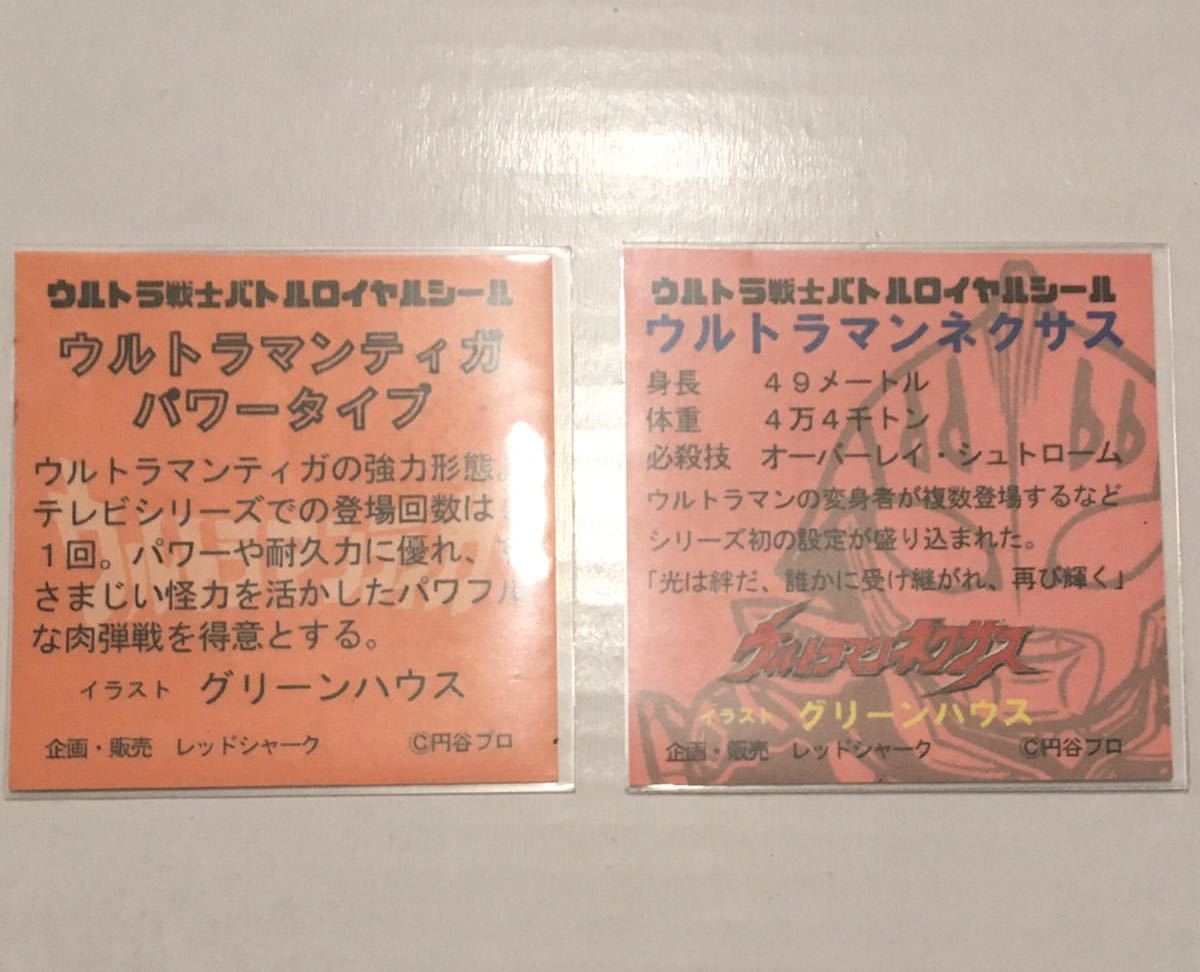 ウルトラ戦士バトルロイヤルシール
ウルトラマンティガ
パワータイプ
ウルトラマンティガの強力形態。
テレビシリーズでの登場回数は
1回。パワーや耐久力に優れ、
さまじい怪力を活かしたパワフル
な肉弾戦を得意とする。
イラスト グリーンハウス
企画・販売 レッドシャーク ©円谷プロ
ウルトラ戦士バトルロイヤルシール
ウルトラマンネクサス
身長 49メートル
体重 4万4千トン
必殺技 オーバーレイ・シュトローム
ウルトラマンの変身者が複数登場するなど
シリーズ初の設定が盛り込まれた。
「光は絆だ、誰かに受け継がれ、再び輝く」
ウルトラマンネクサス
イラスト グリーンハウス
企画・販売 レッドシャーク ©円谷プロ